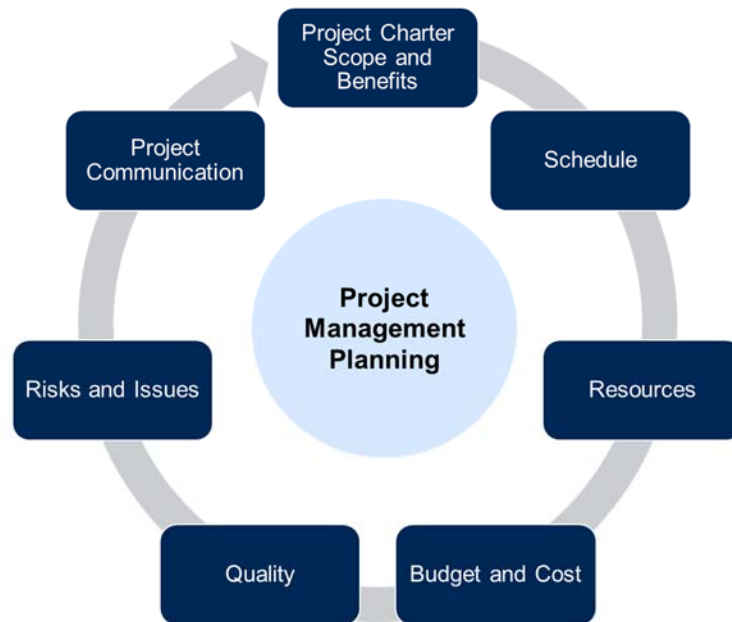 Project Charter
Scope and
Benefits
Schedule
Resources
Budget and Cost
Quality
Risks and Issues
Project
Communication
Project
Management
Planning